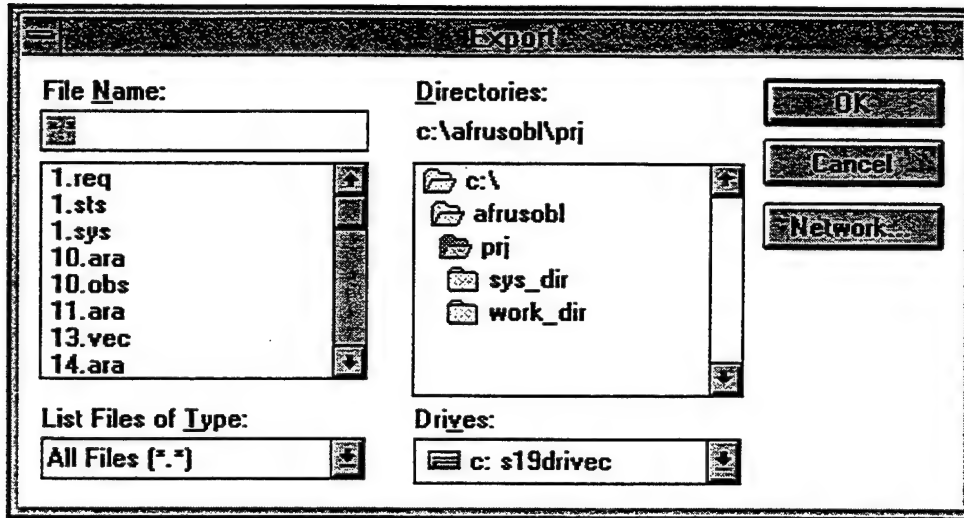 Export
File Name:
1.req
1.sts
1.sys
10.ara
10.obs
11.ara
13.vec
14.ara
List Files of Type:
All Files (*.*)
Directories:
c:\afrusobl\prj
c:\
afrusobl
prj
sys_dir
work_dir
Drives:
c: s19drivec
OK
Cancel
Network...